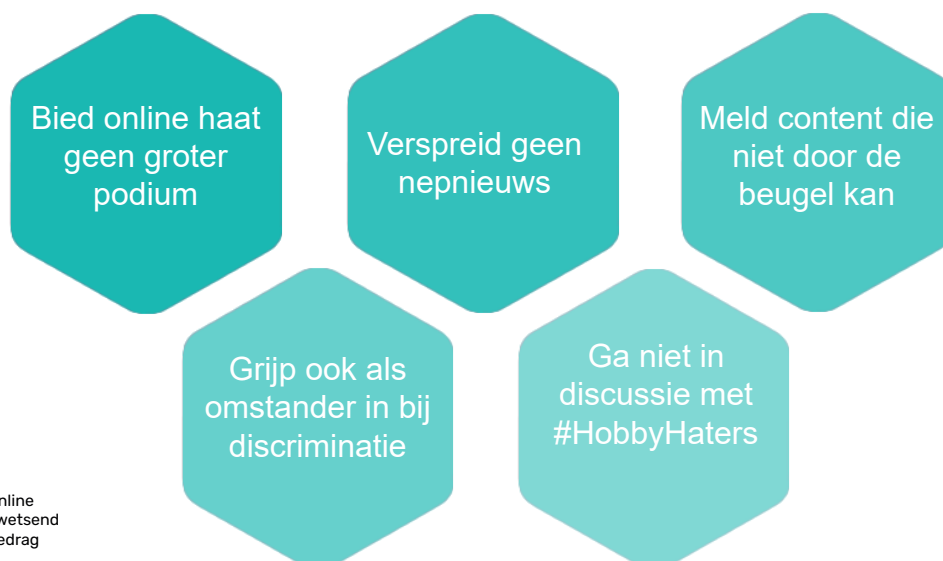 Bied online haat
geen groter
podium
Verspreid geen
nepnieuws
Meld content die
niet door de
beugel kan
Grijp ook als
omstander in bij
discriminatie
Ga niet in
discussie met
#HobbyHaters
nline
wetsend
edrag